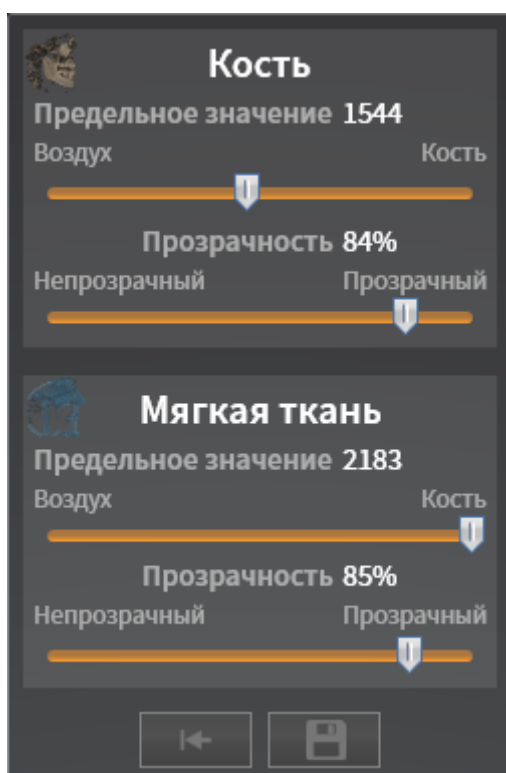 Кость
Предельное значение 1544
Воздух Кость
Прозрачность 84%
Непрозрачный Прозрачный
Мягкая ткань
Предельное значение 2183
Воздух Кость
Прозрачность 85%
Непрозрачный Прозрачный